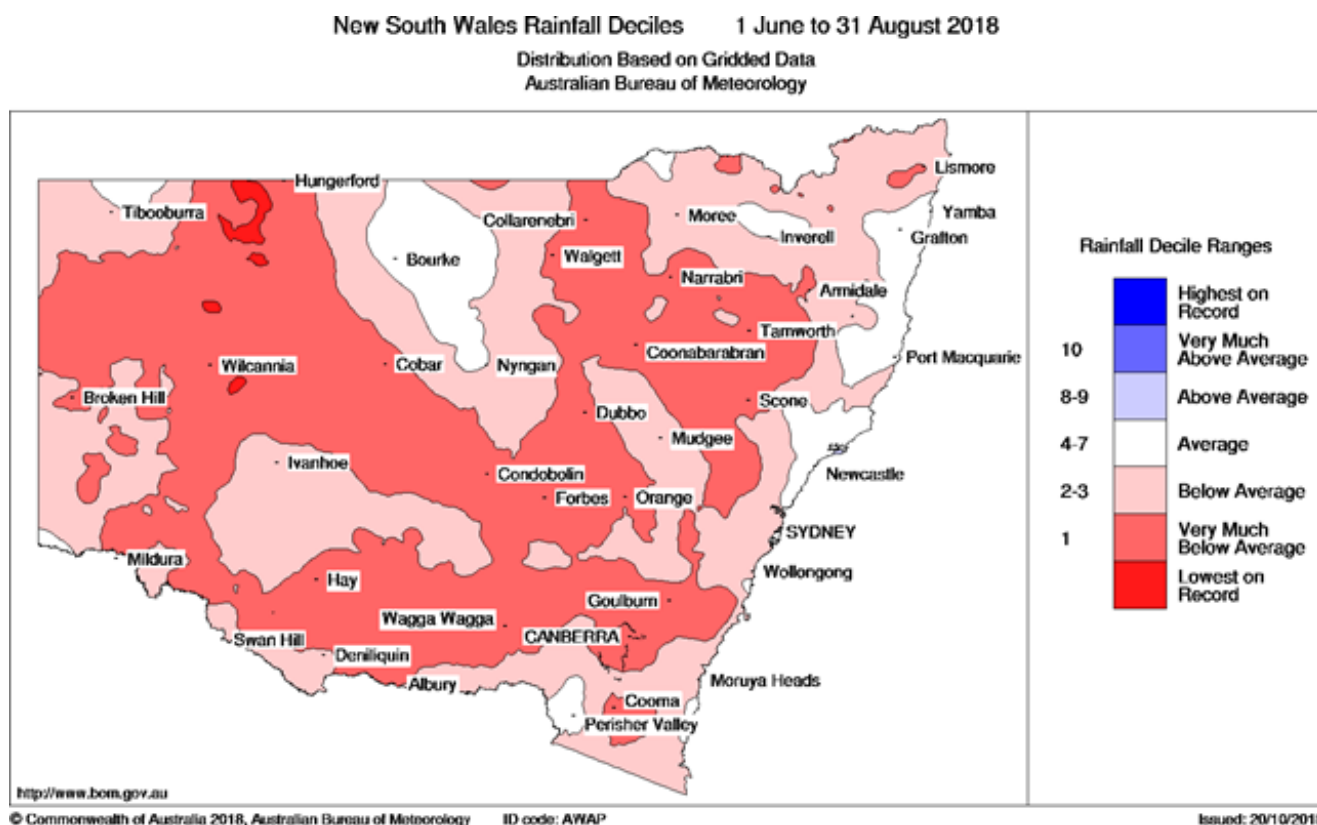 New South Wales Rainfall Deciles 1 June to 31 August 2018
Distribution Based on Gridded Data
Australian Bureau of Meteorology
Hungerford
Lismore
Tibooburra
Collarenebri
Moree
Yamba
Inverell
Grafton
Bourke
Walgett
Narrabri
Armidale
Tamworth
Coonabarabran
Port Macquarie
Wilcannia
Cobar
Nyngan
Broken Hill
Scone
Dubbo
Mudgee
Ivanhoe
Condobolin
Newcastle
Forbes
Orange
SYDNEY
Mildura
Wollongong
Hay
Goulburn
Wagga Wagga
CANBERRA
Swan Hill
Deniliquin
Albury
Moruya Heads
Cooma
Perisher Valley
Rainfall Decile Ranges
Highest on
Record
10 Very Much
Above Average
8-9 Above Average
4-7 Average
2-3 Below Average
1 Very Much
Below Average
Lowest on
Record
http://www.bom.gov.au
© Commonwealth of Australia 2018, Australian Bureau of Meteorology ID code: AWAP Issued: 20/10/2018